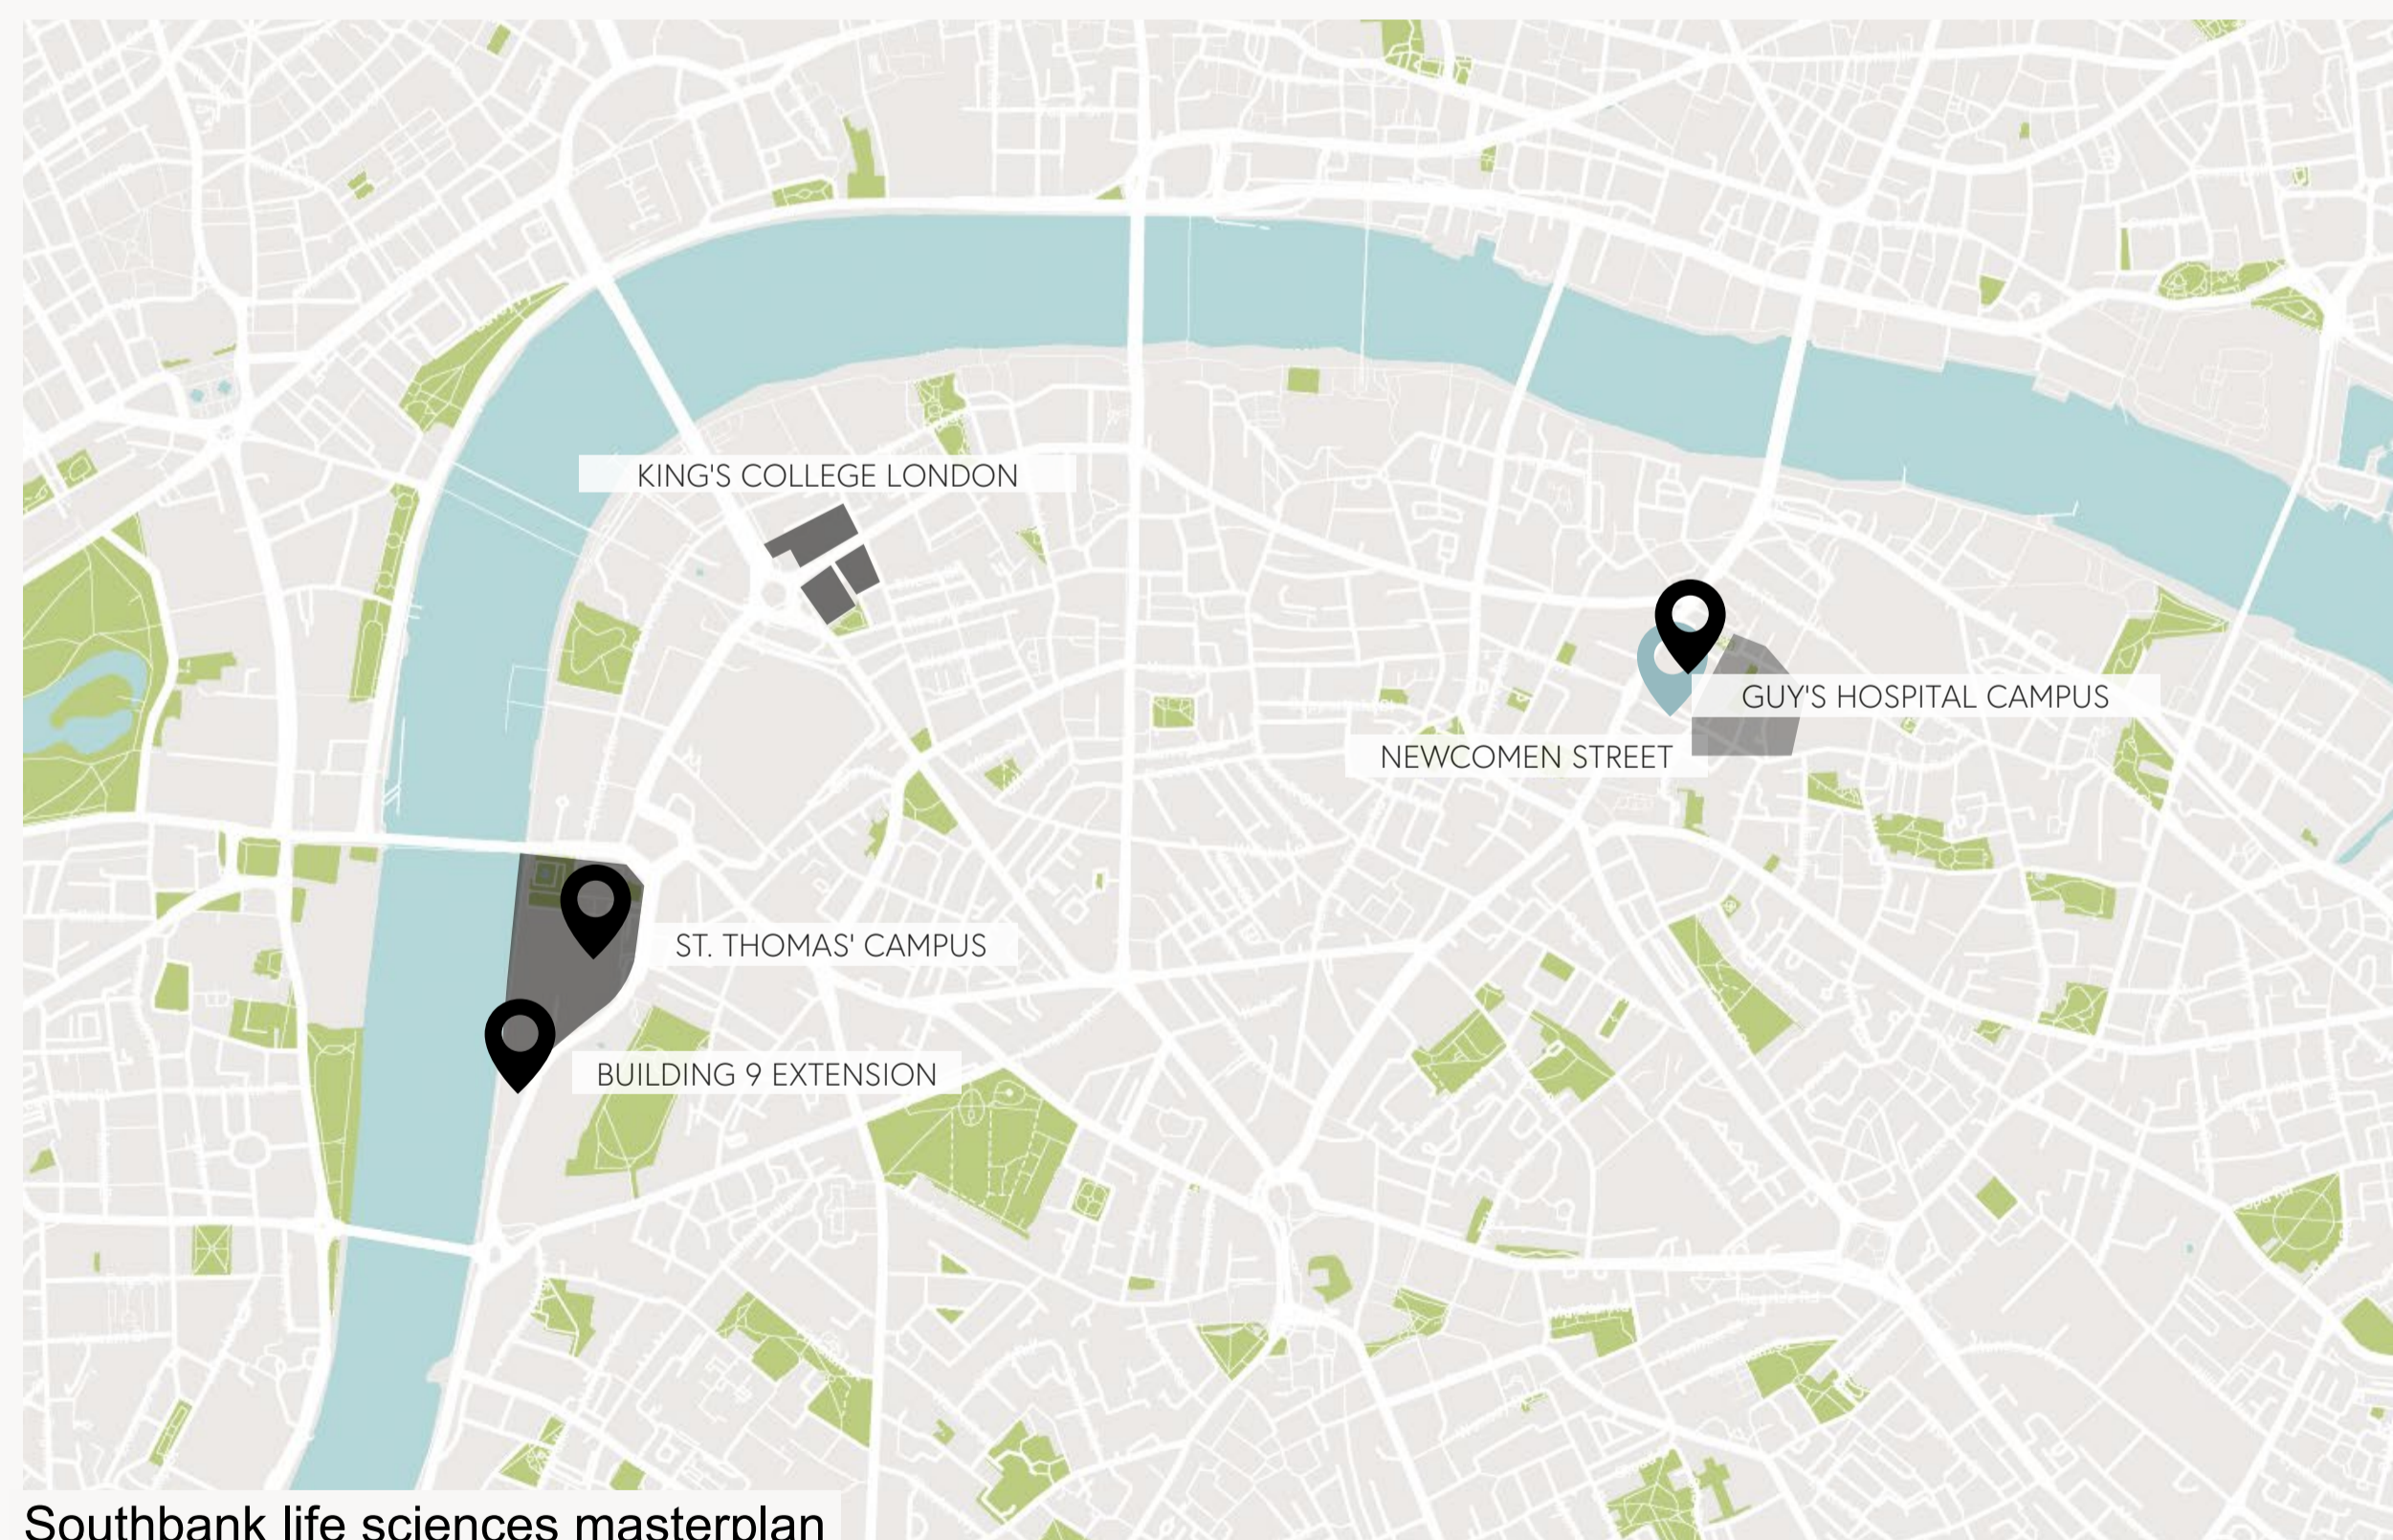 KING'S COLLEGE LONDON
GUY'S HOSPITAL CAMPUS
NEWCOMEN STREET
ST. THOMAS' CAMPUS
BUILDING 9 EXTENSION
Southbank life sciences masterplan